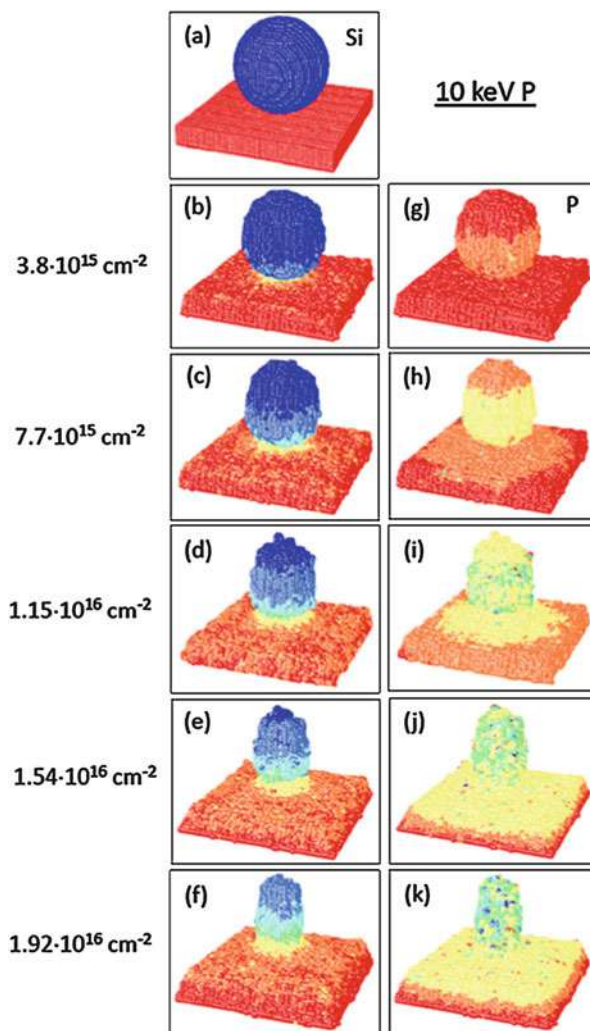 (a) Si
10 keV P
(b)
(g) P
3.8·10¹⁵ cm⁻²
(c)
(h)
7.7·10¹⁵ cm⁻²
(d)
(i)
1.15·10¹⁶ cm⁻²
(e)
(j)
1.54·10¹⁶ cm⁻²
(f)
(k)
1.92·10¹⁶ cm⁻²